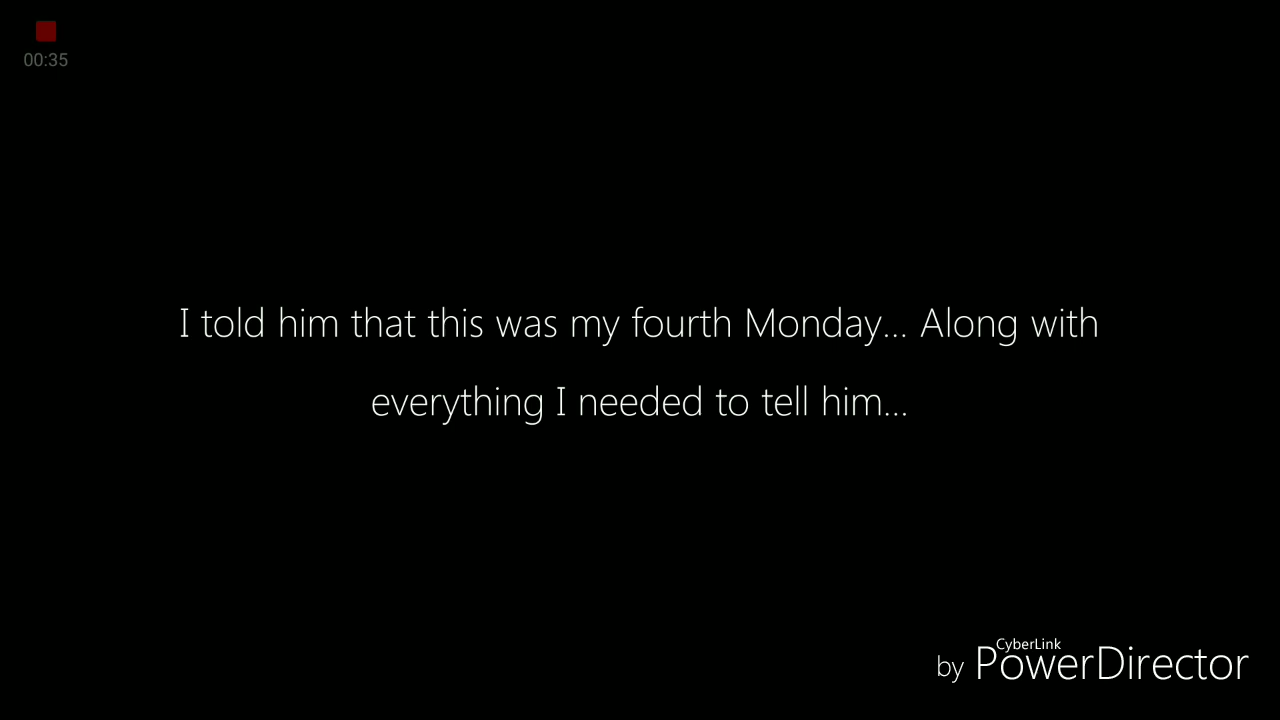 00:35
I told him that this was my fourth Monday... Along with
everything I needed to tell him...
CyberLink
by PowerDirector